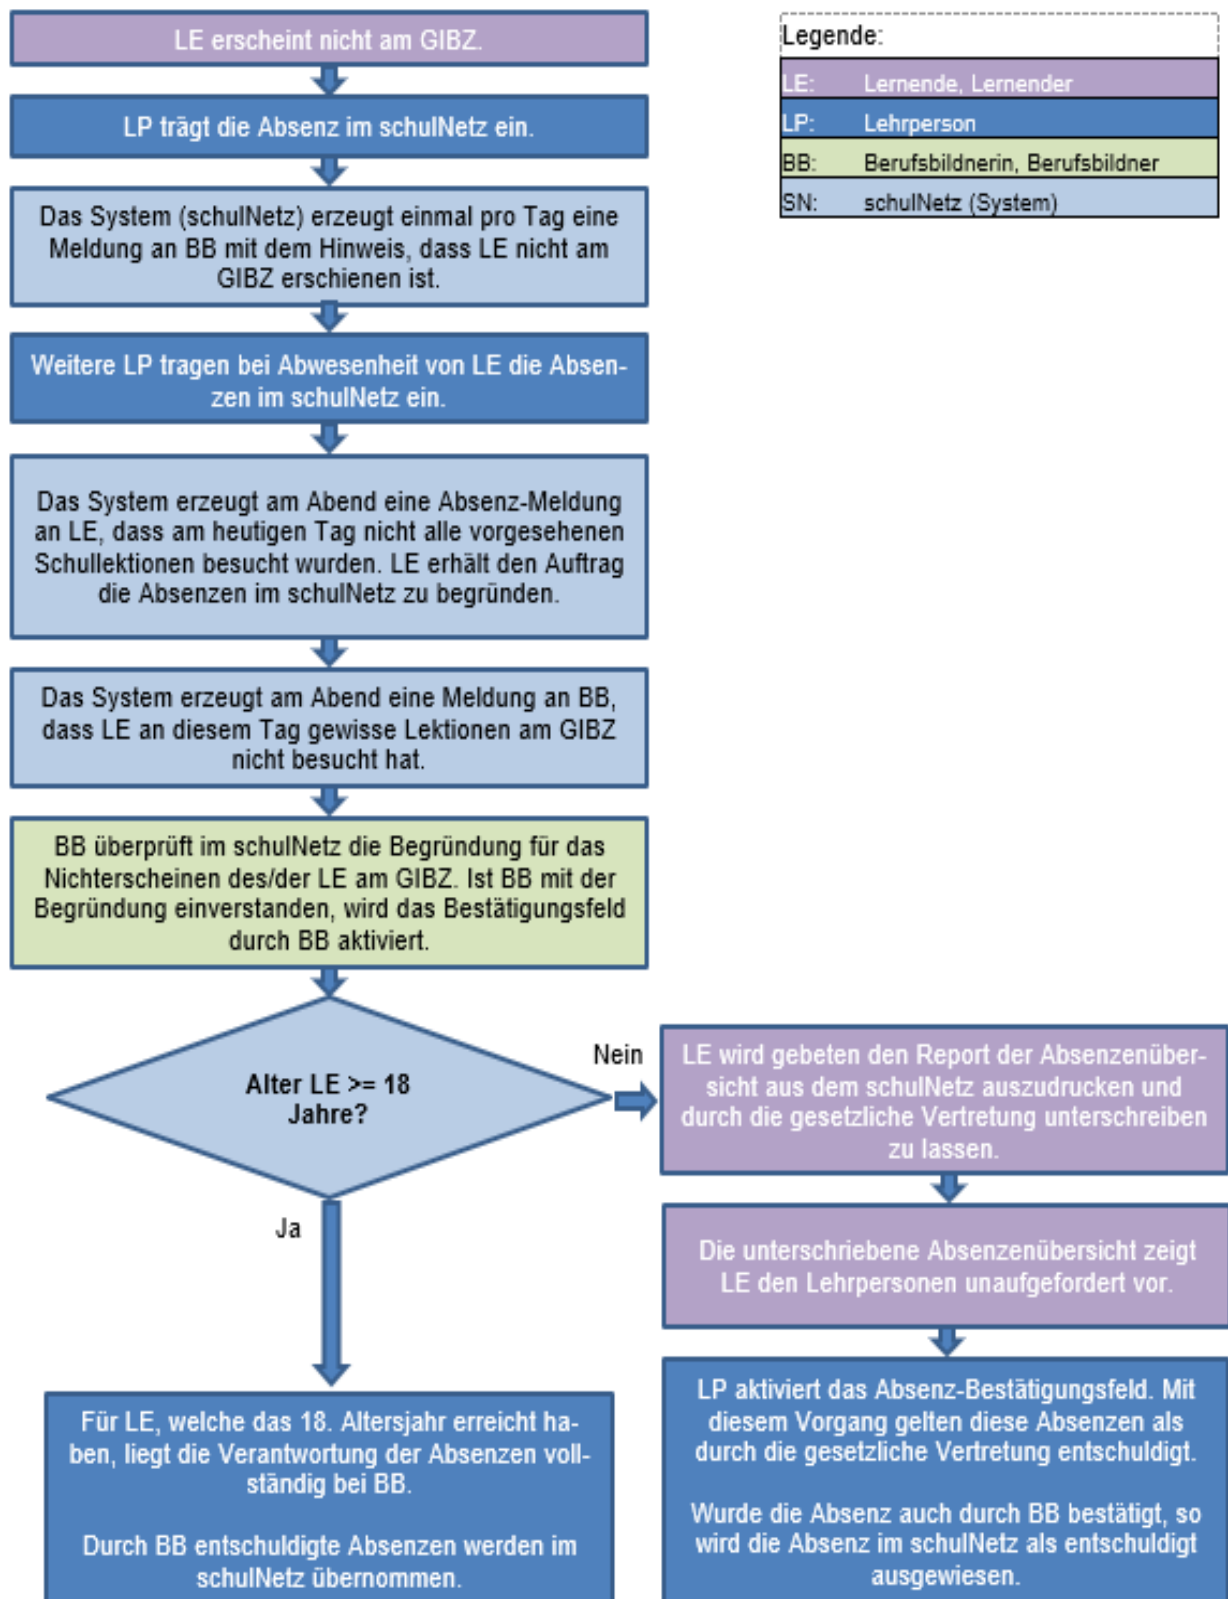 LE erscheint nicht am GIBZ.
Legende:
LE: Lernende, Lernender
LP: Lehrperson
BB: Berufsbildnerin, Berufsbildner
SN: schulNetz (System)
LP trägt die Absenz im schulNetz ein.
Das System (schulNetz) erzeugt einmal pro Tag eine
Meldung an BB mit dem Hinweis, dass LE nicht am
GIBZ erschienen ist.
Weitere LP tragen bei Abwesenheit von LE die Absen-
zen im schulNetz ein.
Das System erzeugt am Abend eine Absenz-Meldung
an LE, dass am heutigen Tag nicht alle vorgesehenen
Schullektionen besucht wurden. LE erhält den Auftrag
die Absenzen im schulNetz zu begründen.
Das System erzeugt am Abend eine Meldung an BB,
dass LE an diesem Tag gewisse Lektionen am GIBZ
nicht besucht hat.
BB überprüft im schulNetz die Begründung für das
Nichterscheinen des/der LE am GIBZ. Ist BB mit der
Begründung einverstanden, wird das Bestätigungsfeld
durch BB aktiviert.
Alter LE >= 18
Jahre?
Nein
LE wird gebeten den Report der Absenzenüber-
sicht aus dem schulNetz auszudrucken und
durch die gesetzliche Vertretung unterschreiben
zu lassen.
Die unterschriebene Absenzenübersicht zeigt
LE den Lehrpersonen unaufgefordert vor.
LP aktiviert das Absenz-Bestätigungsfeld. Mit
diesem Vorgang gelten diese Absenzen als
durch die gesetzliche Vertretung entschuldigt.
Wurde die Absenz auch durch BB bestätigt, so
wird die Absenz im schulNetz als entschuldigt
ausgewiesen.
Ja
Für LE, welche das 18. Altersjahr erreicht ha-
ben, liegt die Verantwortung der Absenzen voll-
ständig bei BB.
Durch BB entschuldigte Absenzen werden im
schulNetz übernommen.